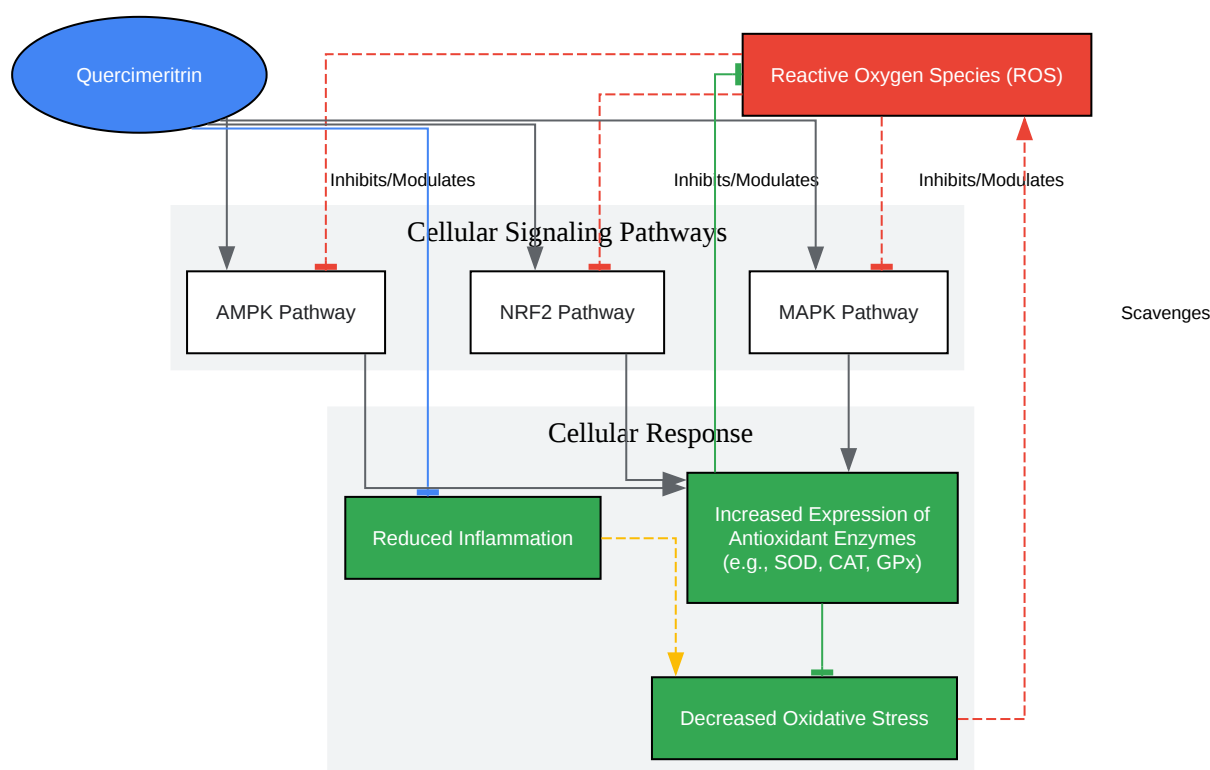 Quercimeritrin
Reactive Oxygen Species (ROS)
Inhibits/Modulates
Inhibits/Modulates
Inhibits/Modulates
Cellular Signaling Pathways
AMPK Pathway
NRF2 Pathway
MAPK Pathway
Scavenges
Cellular Response
Reduced Inflammation
Increased Expression of
Antioxidant Enzymes
(e.g., SOD, CAT, GPx)
Decreased Oxidative Stress